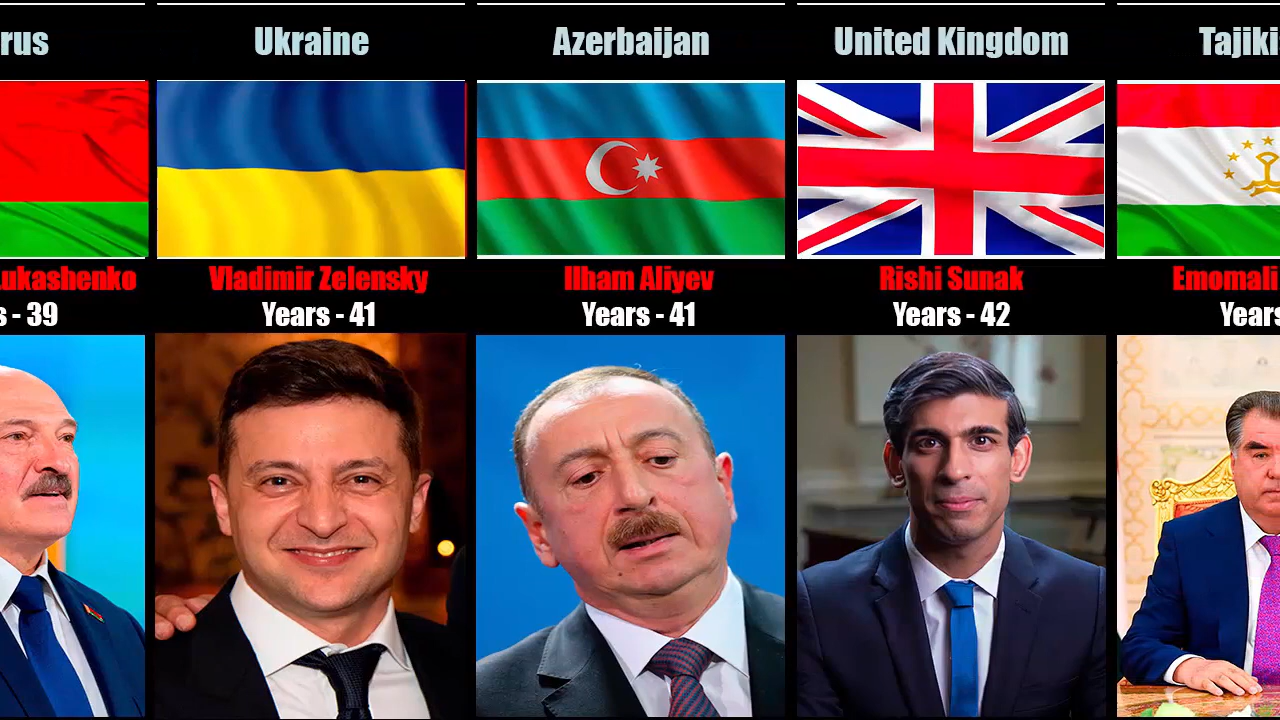 rus
Ukraine
Azerbaijan
United Kingdom
Tajiki
Lukashenko
Vladimir Zelensky
Ilham Aliyev
Rishi Sunak
Emomali
s - 39
Years - 41
Years - 41
Years - 42
Years